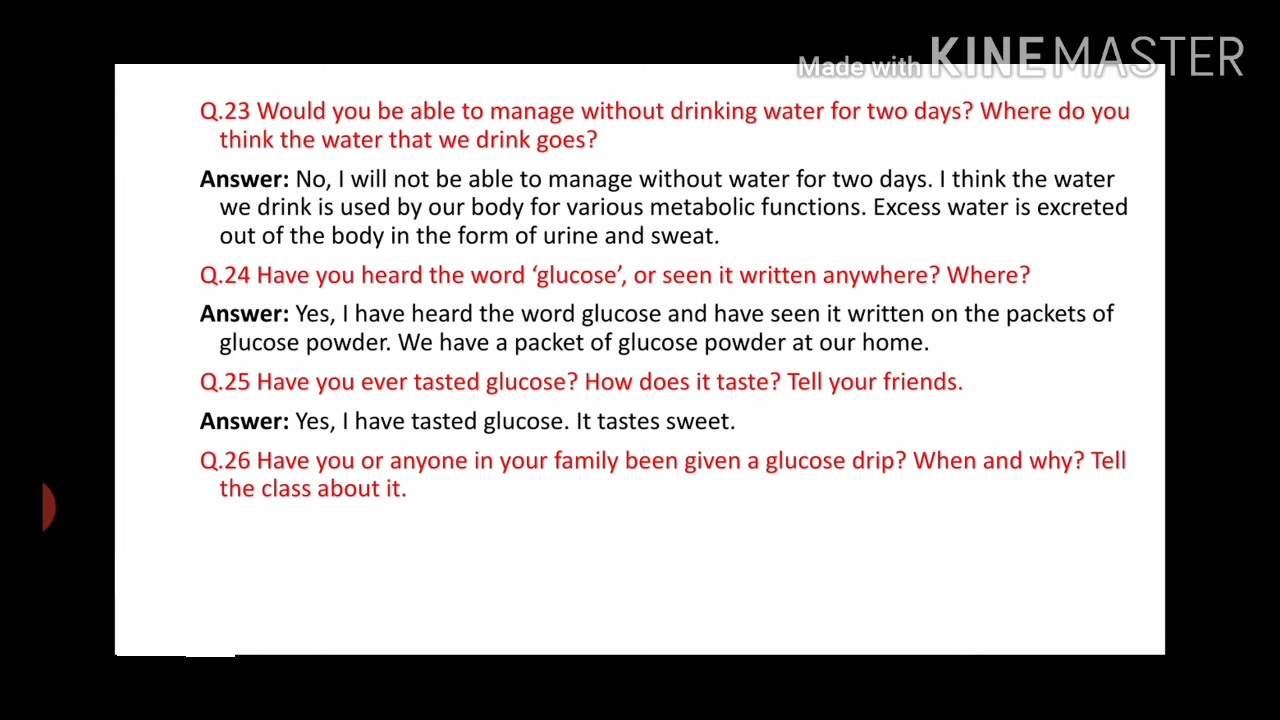 Made with KINEMASTER
Q.23 Would you be able to manage without drinking water for two days? Where do you
think the water that we drink goes?
Answer: No, I will not be able to manage without water for two days. I think the water
we drink is used by our body for various metabolic functions. Excess water is excreted
out of the body in the form of urine and sweat.
Q.24 Have you heard the word ‘glucose’, or seen it written anywhere? Where?
Answer: Yes, I have heard the word glucose and have seen it written on the packets of
glucose powder. We have a packet of glucose powder at our home.
Q.25 Have you ever tasted glucose? How does it taste? Tell your friends.
Answer: Yes, I have tasted glucose. It tastes sweet.
Q.26 Have you or anyone in your family been given a glucose drip? When and why? Tell
the class about it.